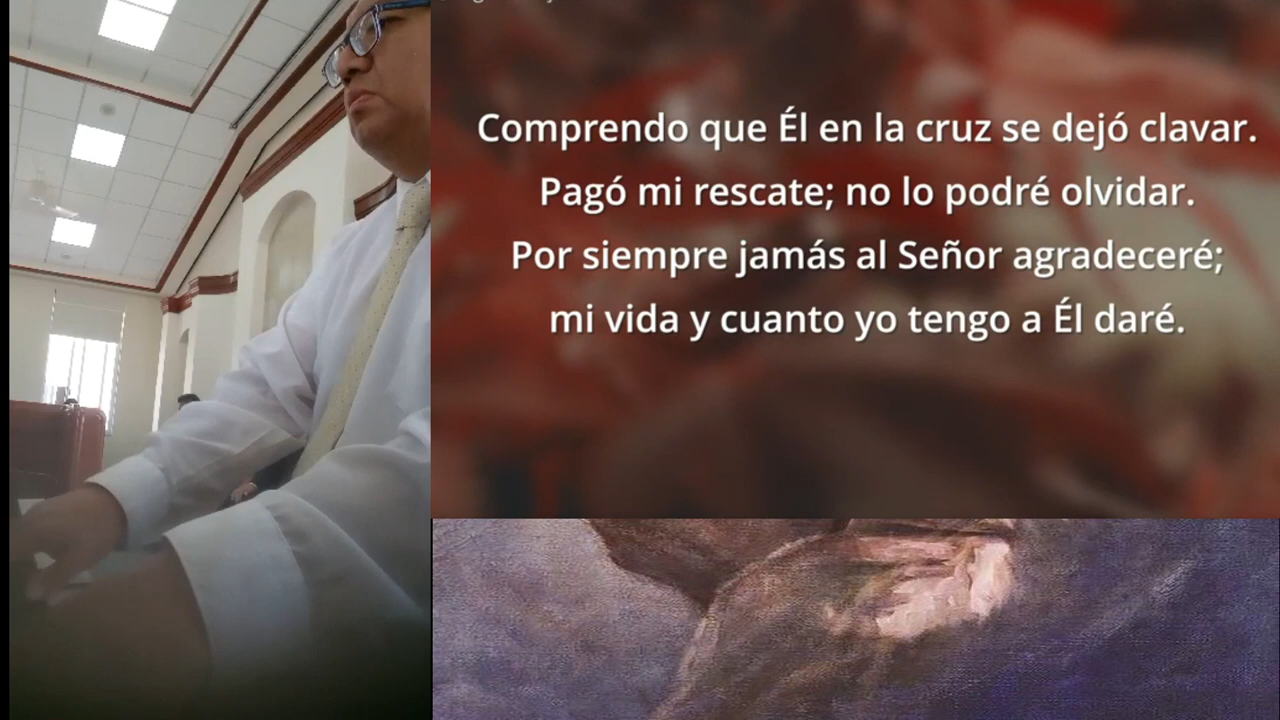 Comprendo que Él en la cruz se dejó clavar.
Pagó mi rescate; no lo podré olvidar.
Por siempre jamás al Señor agradeceré;
mi vida y cuanto yo tengo a Él daré.